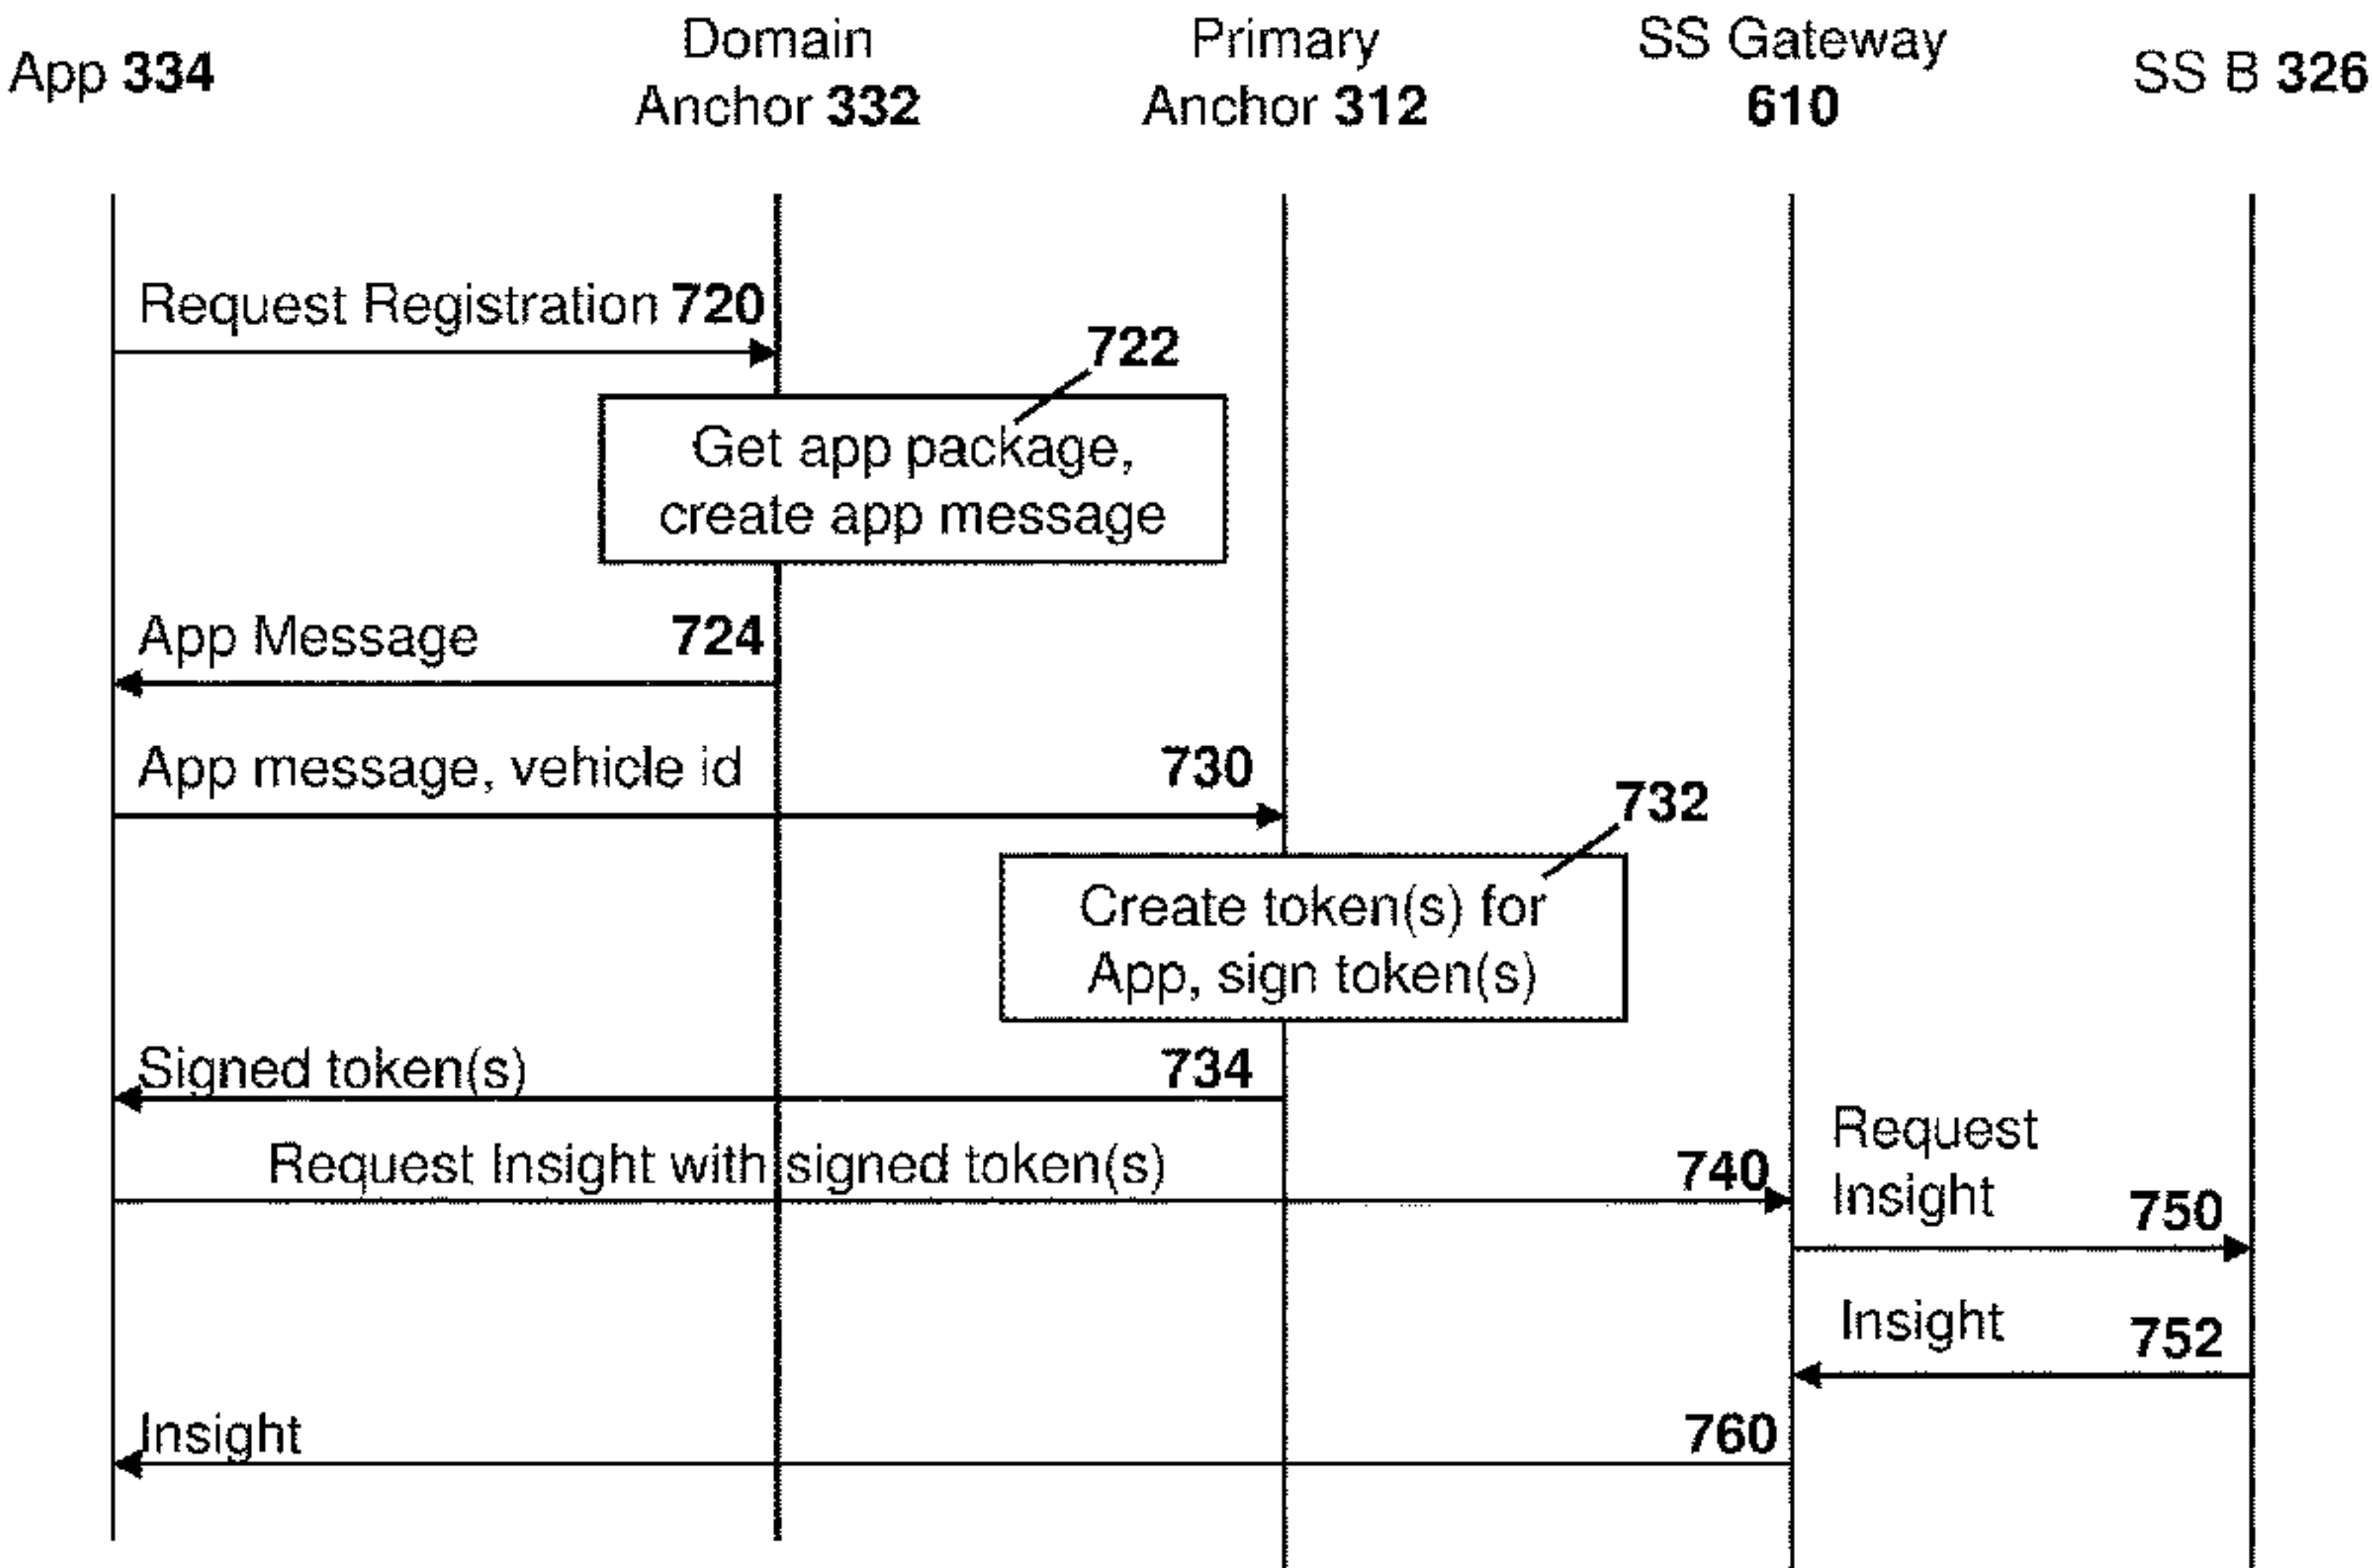 App 334
Domain
Anchor 332
Primary
Anchor 312
SS Gateway
610
SS B 326
Request Registration 720
722
Get app package,
create app message
App Message 724
App message, vehicle id 730
732
Create token(s) for
App, sign token(s)
Signed token(s) 734
Request Insight with signed token(s) 740
Request
Insight 750
Insight 752
Insight 760